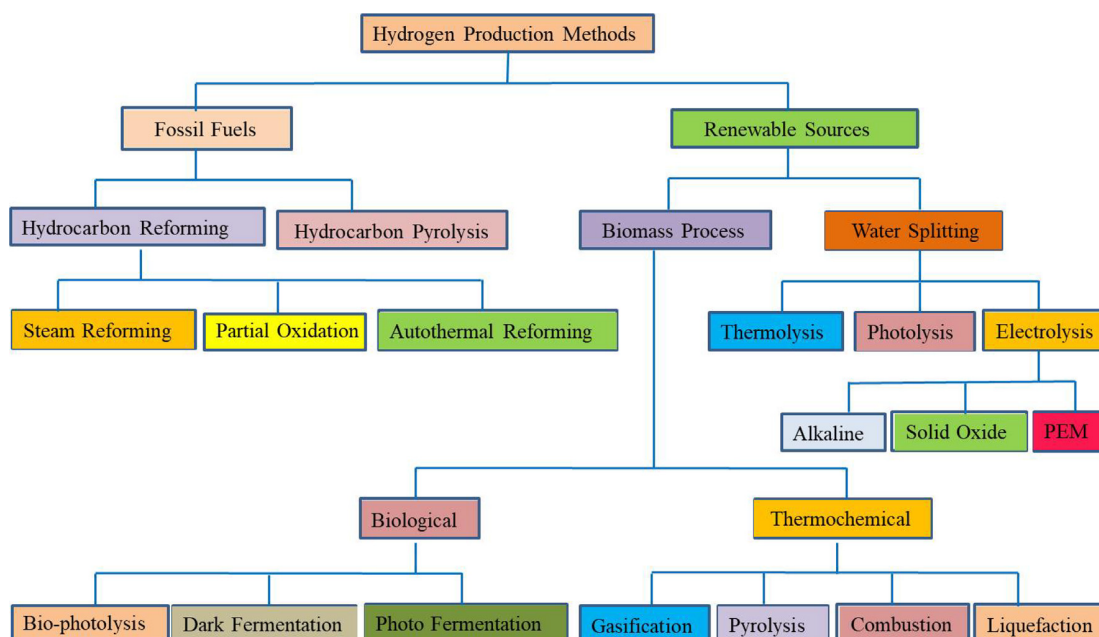 Hydrogen Production Methods
Fossil Fuels
Renewable Sources
Hydrocarbon Reforming
Hydrocarbon Pyrolysis
Biomass Process
Water Splitting
Steam Reforming
Partial Oxidation
Autothermal Reforming
Thermolysis
Photolysis
Electrolysis
Alkaline
Solid Oxide
PEM
Biological
Thermochemical
Bio-photolysis
Dark Fermentation
Photo Fermentation
Gasification
Pyrolysis
Combustion
Liquefaction